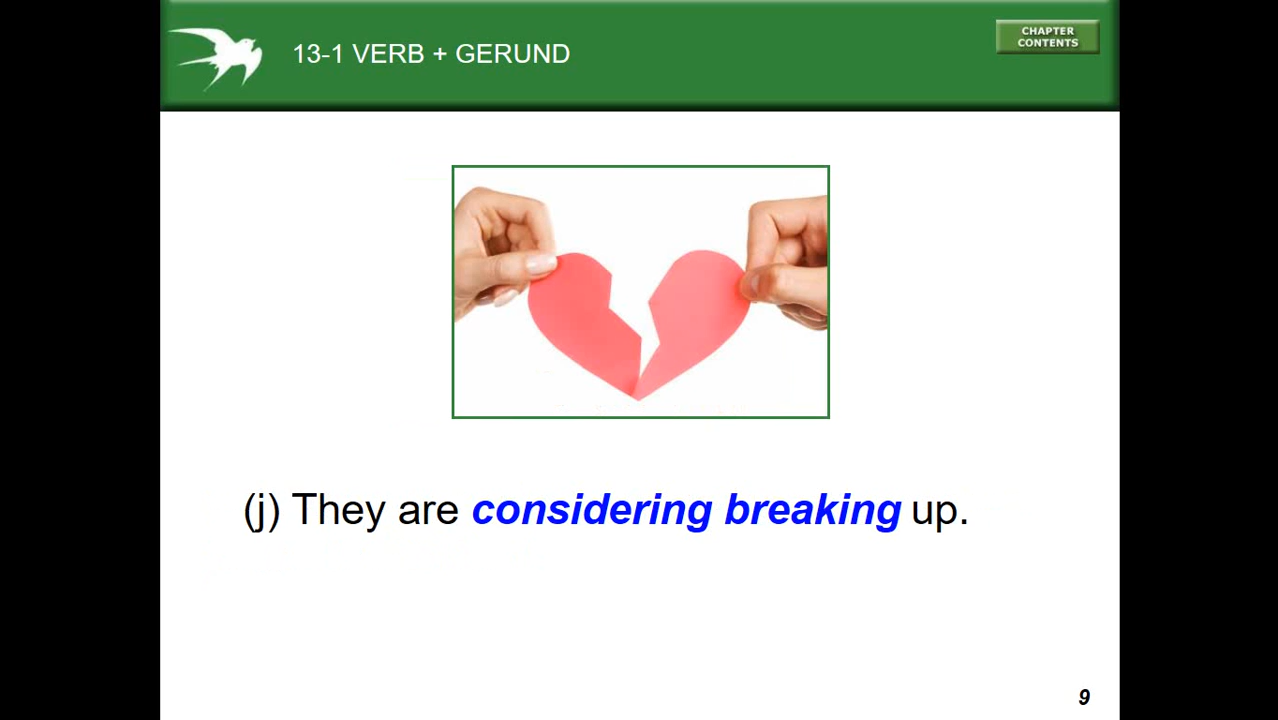 13-1 VERB + GERUND
CHAPTER
CONTENTS
(j) They are considering breaking up.
9